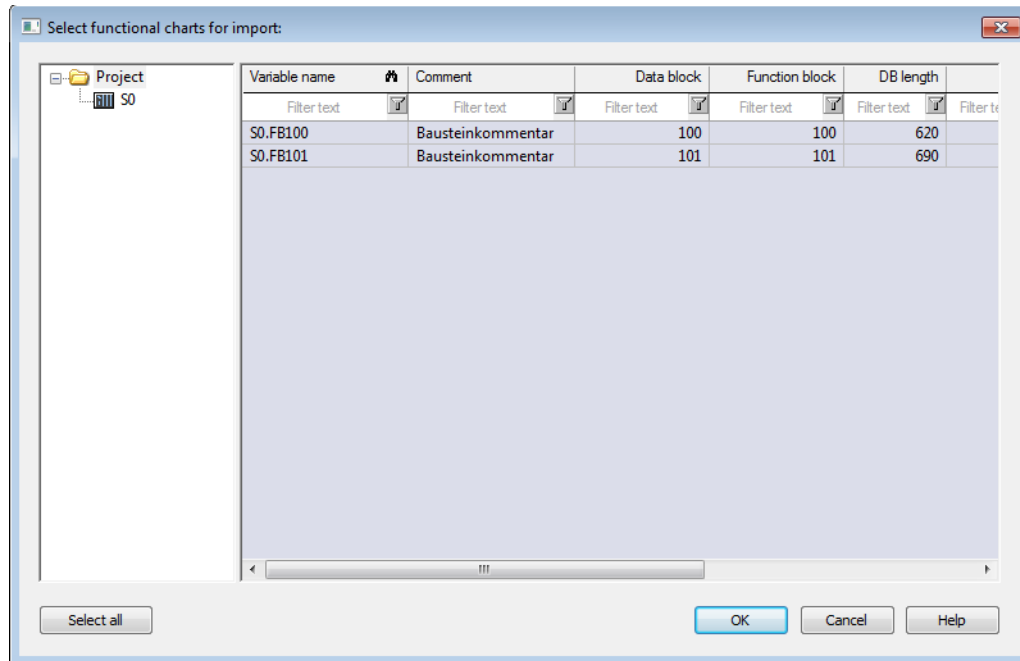 Select functional charts for import:
Project
S0
Variable name Comment Data block Function block DB length
Filter text Filter text Filter text Filter text Filter text Filter te
S0.FB100 Bausteinkommentar 100 100 620
S0.FB101 Bausteinkommentar 101 101 690
Select all OK Cancel Help